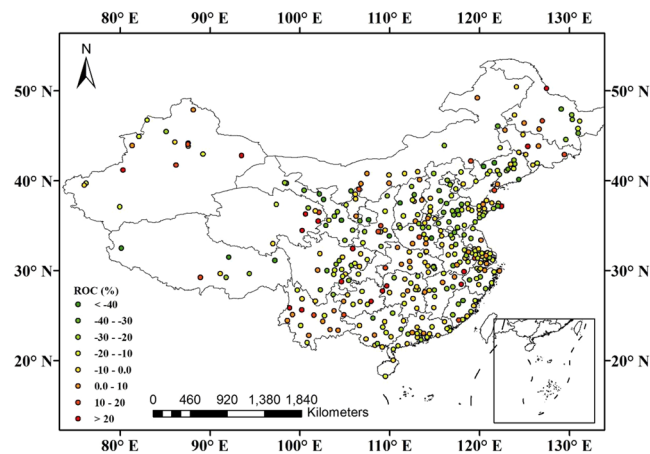 80° E 90° E 100° E 110° E 120° E 130° E
N
50° N 50° N
40° N 40° N
30° N 30° N
20° N 20° N
ROC (%)
< -40
-40 - -30
-30 - -20
-20 - -10
-10 - 0.0
0.0 - 10
10 - 20
> 20
0 460 920 1,380 1,840
Kilometers
80° E 90° E 100° E 110° E 120° E 130° E